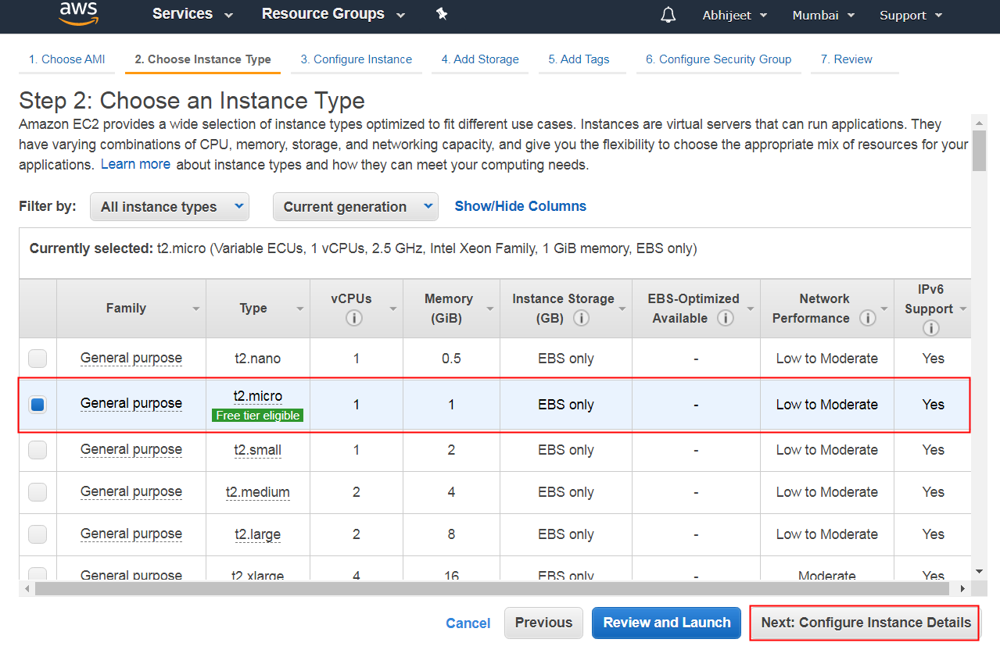 aws Services Resource Groups Abhijeet Mumbai Support
1. Choose AMI 2. Choose Instance Type 3. Configure Instance 4. Add Storage 5. Add Tags 6. Configure Security Group 7. Review
Step 2: Choose an Instance Type
Amazon EC2 provides a wide selection of instance types optimized to fit different use cases. Instances are virtual servers that can run applications. They
have varying combinations of CPU, memory, storage, and networking capacity, and give you the flexibility to choose the appropriate mix of resources for your
applications. Learn more about instance types and how they can meet your computing needs.
Filter by: All instance types Current generation Show/Hide Columns
Currently selected: t2.micro (Variable ECUs, 1 vCPUs, 2.5 GHz, Intel Xeon Family, 1 GiB memory, EBS only)
Family Type vCPUs Memory (GiB) Instance Storage (GB) EBS-Optimized Available Network Performance IPv6 Support
General purpose t2.nano 1 0.5 EBS only - Low to Moderate Yes
General purpose t2.micro Free tier eligible 1 1 EBS only - Low to Moderate Yes
General purpose t2.small 1 2 EBS only - Low to Moderate Yes
General purpose t2.medium 2 4 EBS only - Low to Moderate Yes
General purpose t2.large 2 8 EBS only - Low to Moderate Yes
General purpose t2.xlarge 4 16 EBS only - Moderate Yes
Cancel Previous Review and Launch Next: Configure Instance Details